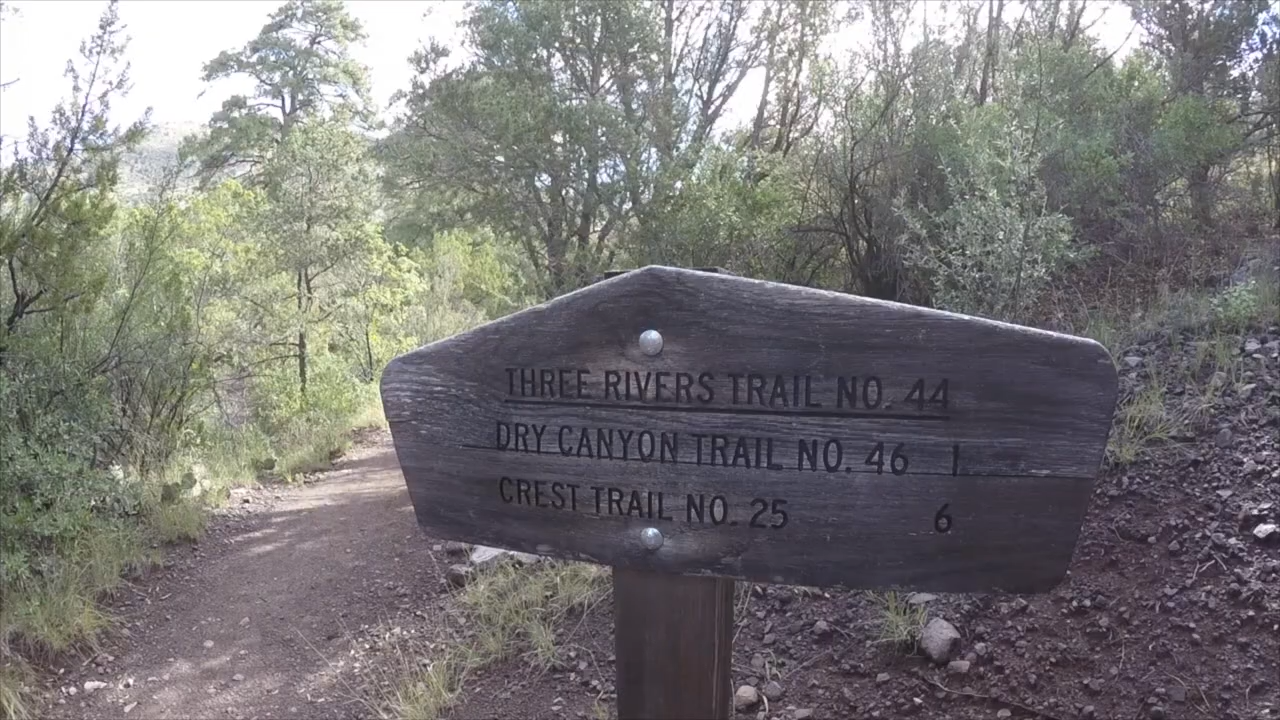 THREE RIVERS TRAIL NO. 44
DRY CANYON TRAIL NO. 46 1
CREST TRAIL NO. 25 6